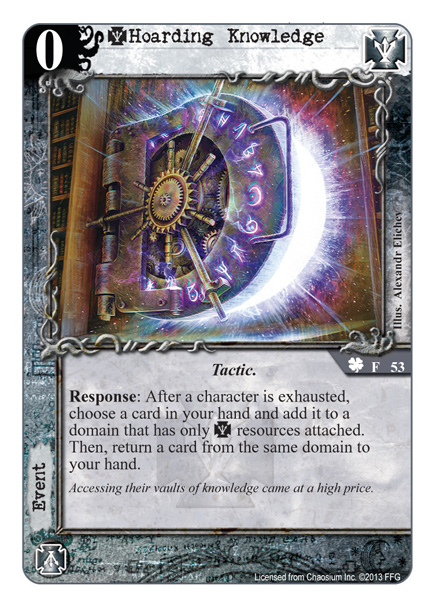 0
Hoarding Knowledge
Illus. Alexandr Elichev
Tactic.
F 53
Response: After a character is exhausted,
choose a card in your hand and add it to a
domain that has only resources attached.
Then, return a card from the same domain to
your hand.
Accessing their vaults of knowledge came at a high price.
Event
Licensed from Chaosium Inc. ©2013 FFG